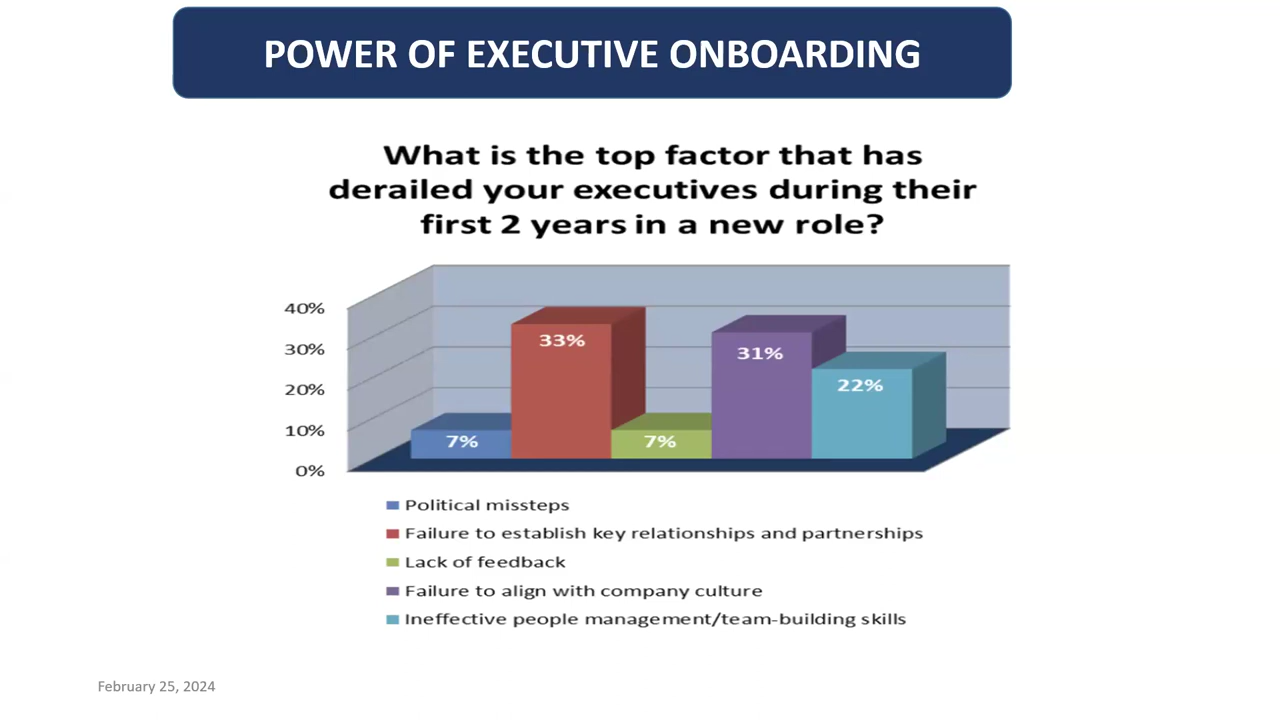 POWER OF EXECUTIVE ONBOARDING
What is the top factor that has
derailed your executives during their
first 2 years in a new role?
40%
30%
20%
10%
0%
7%
33%
7%
31%
22%
Political missteps
Failure to establish key relationships and partnerships
Lack of feedback
Failure to align with company culture
Ineffective people management/team-building skills
February 25, 2024